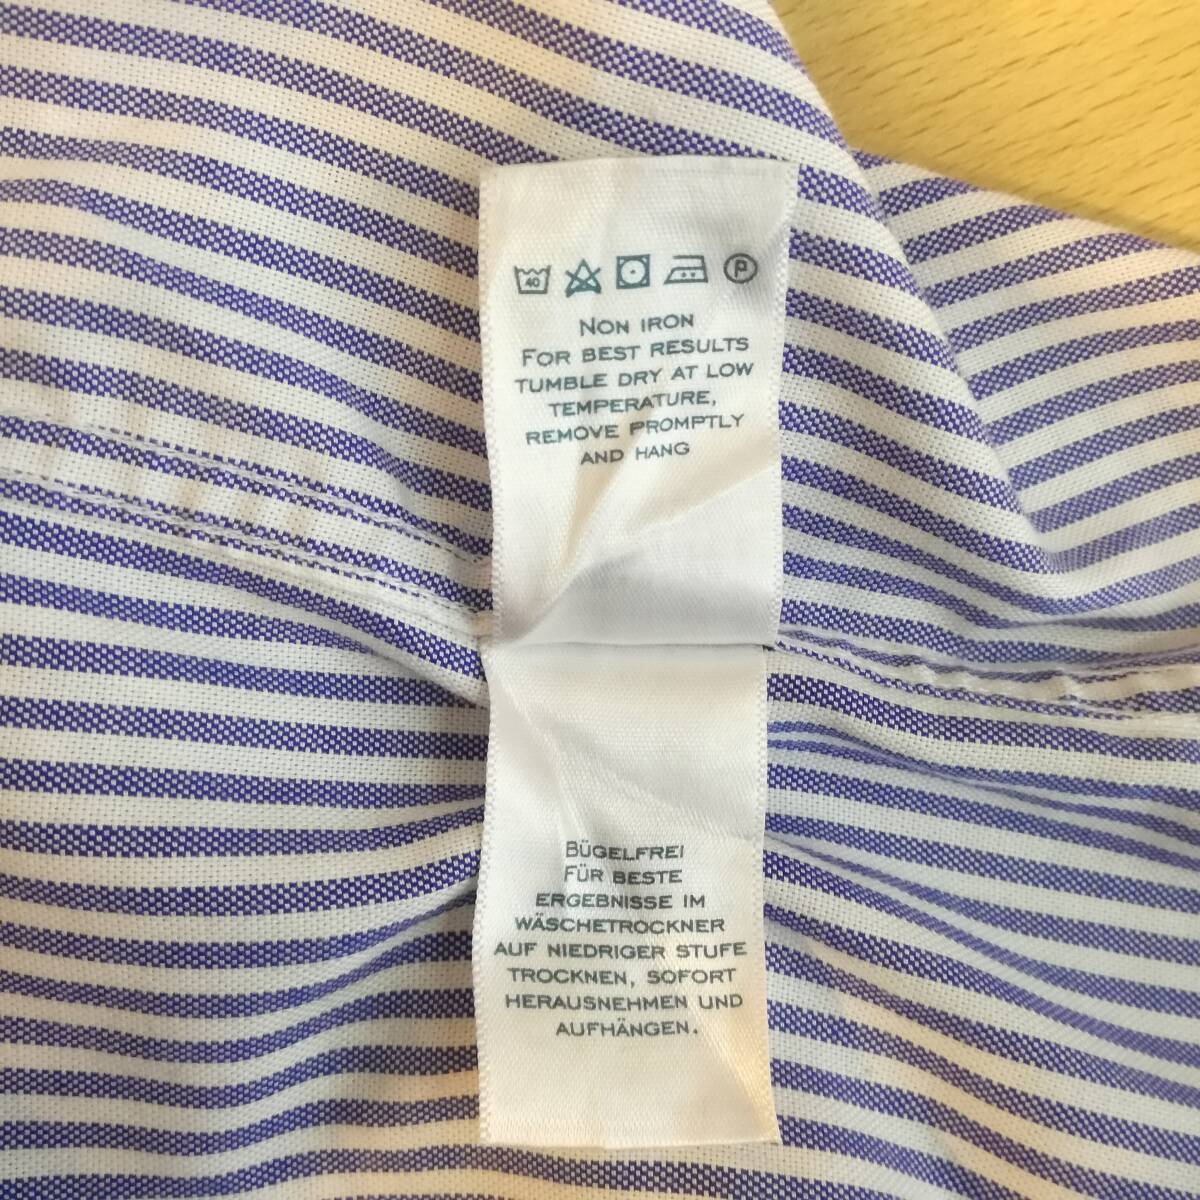 40 P
NON IRON
FOR BEST RESULTS
TUMBLE DRY AT LOW
TEMPERATURE,
REMOVE PROMPTLY
AND HANG
BÜGELFREI
FÜR BESTE
ERGEBNISSE IM
WÄSCHETROCKNER
AUF NIEDRIGER STUFE
TROCKNEN, SOFORT
HERAUSNEHMEN UND
AUFHÄNGEN.